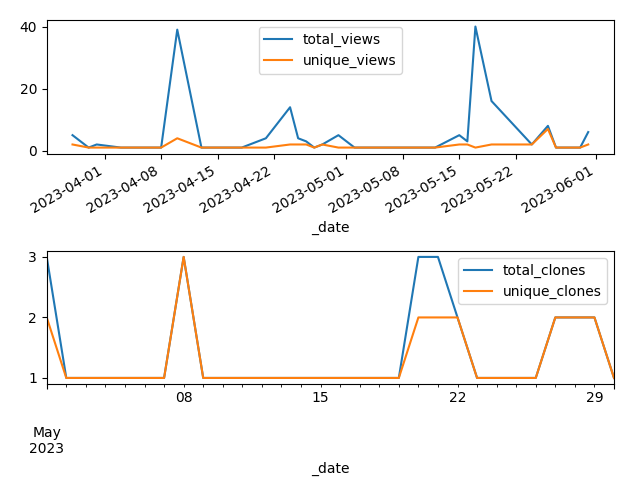 40
20
0
total_views
unique_views
2023-04-01
2023-04-08
2023-04-15
2023-04-22
2023-05-01
2023-05-08
2023-05-15
2023-05-22
2023-06-01
_date
3
2
1
total_clones
unique_clones
08
15
22
29
May
2023
_date